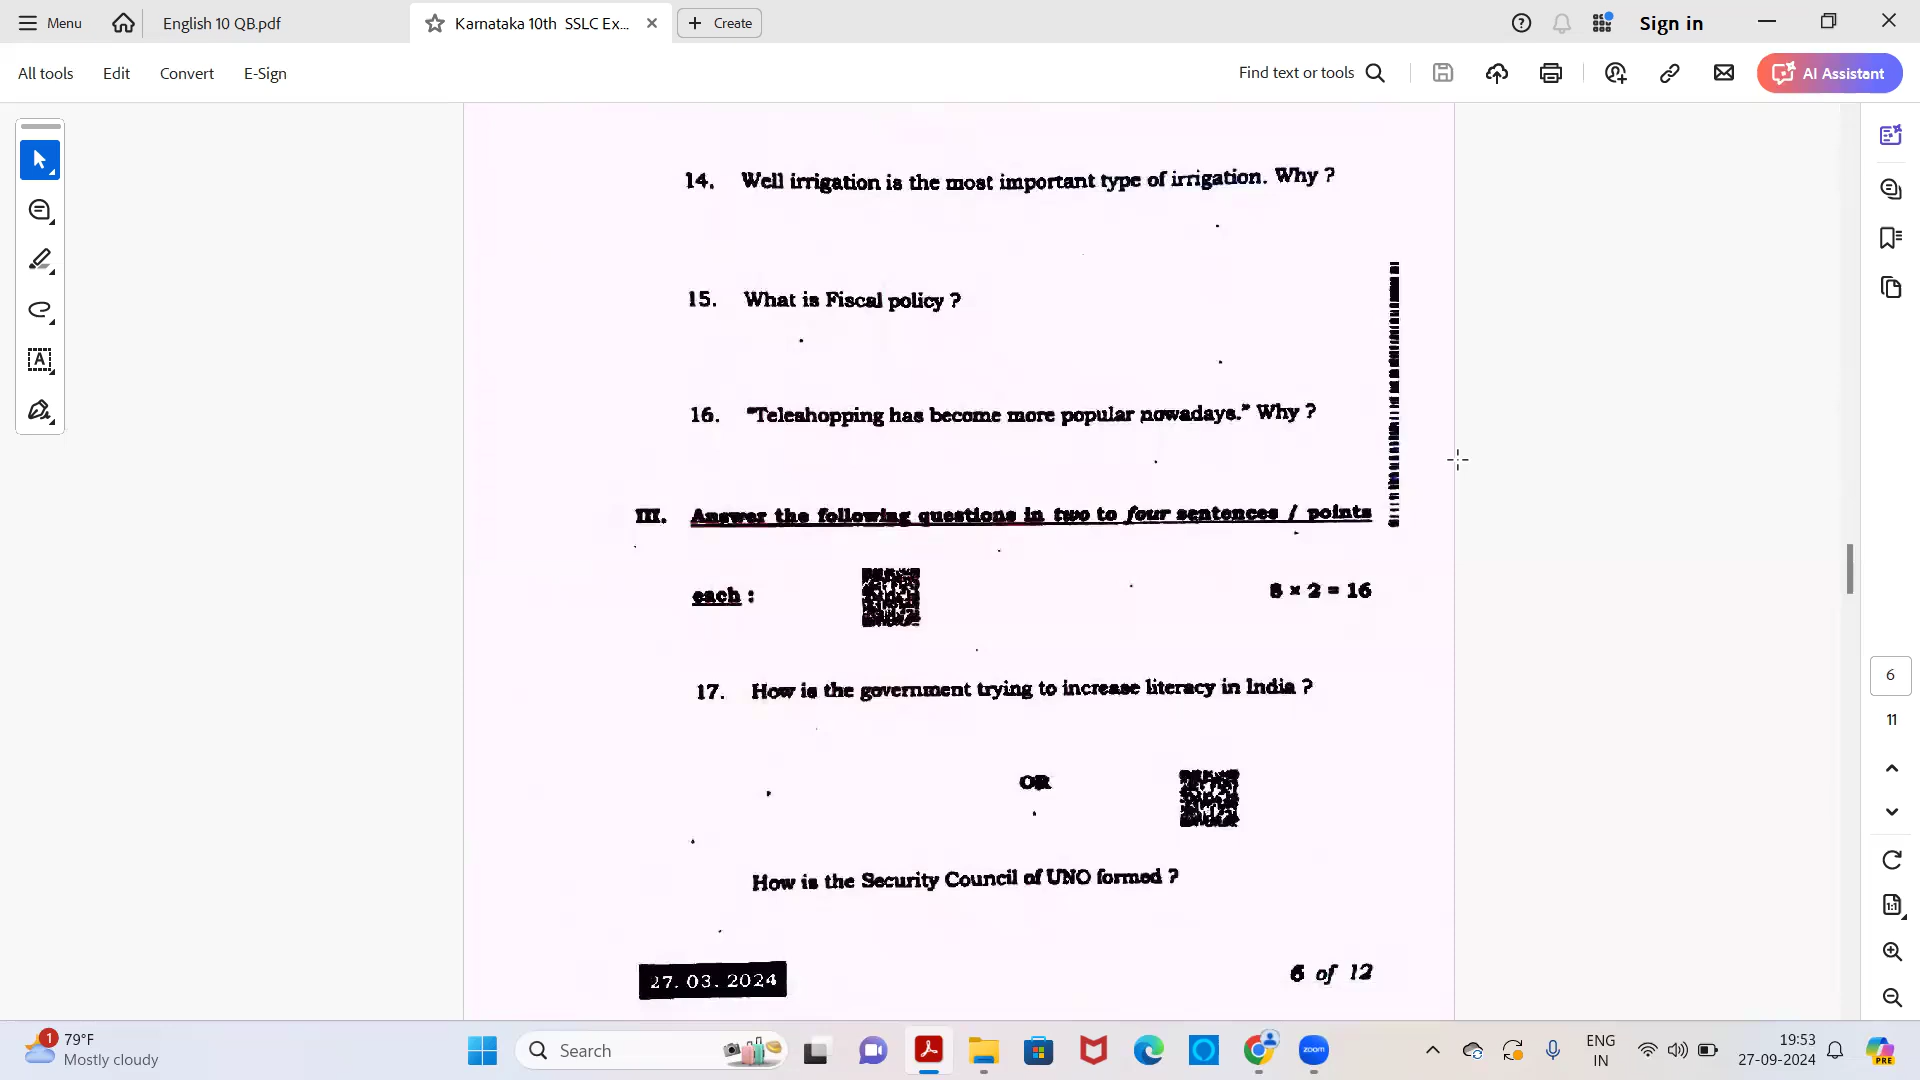 Menu
English 10 QB.pdf
Karnataka 10th SSLC Ex...
Create
Sign in
All tools
Edit
Convert
E-Sign
Find text or tools
AI Assistant
14. Well irrigation is the most important type of irrigation. Why ?
15. What is Fiscal policy ?
16. "Teleshopping has become more popular nowadays." Why ?
III. Answer the following questions in two to four sentences / points
each : 8 × 2 = 16
17. How is the government trying to increase literacy in India ?
OR
How is the Security Council of UNO formed ?
27. 03. 2024
6 of 12
6
11
1
79°F
Mostly cloudy
Search
zoom
ENG
IN
19:53
27-09-2024
PRE